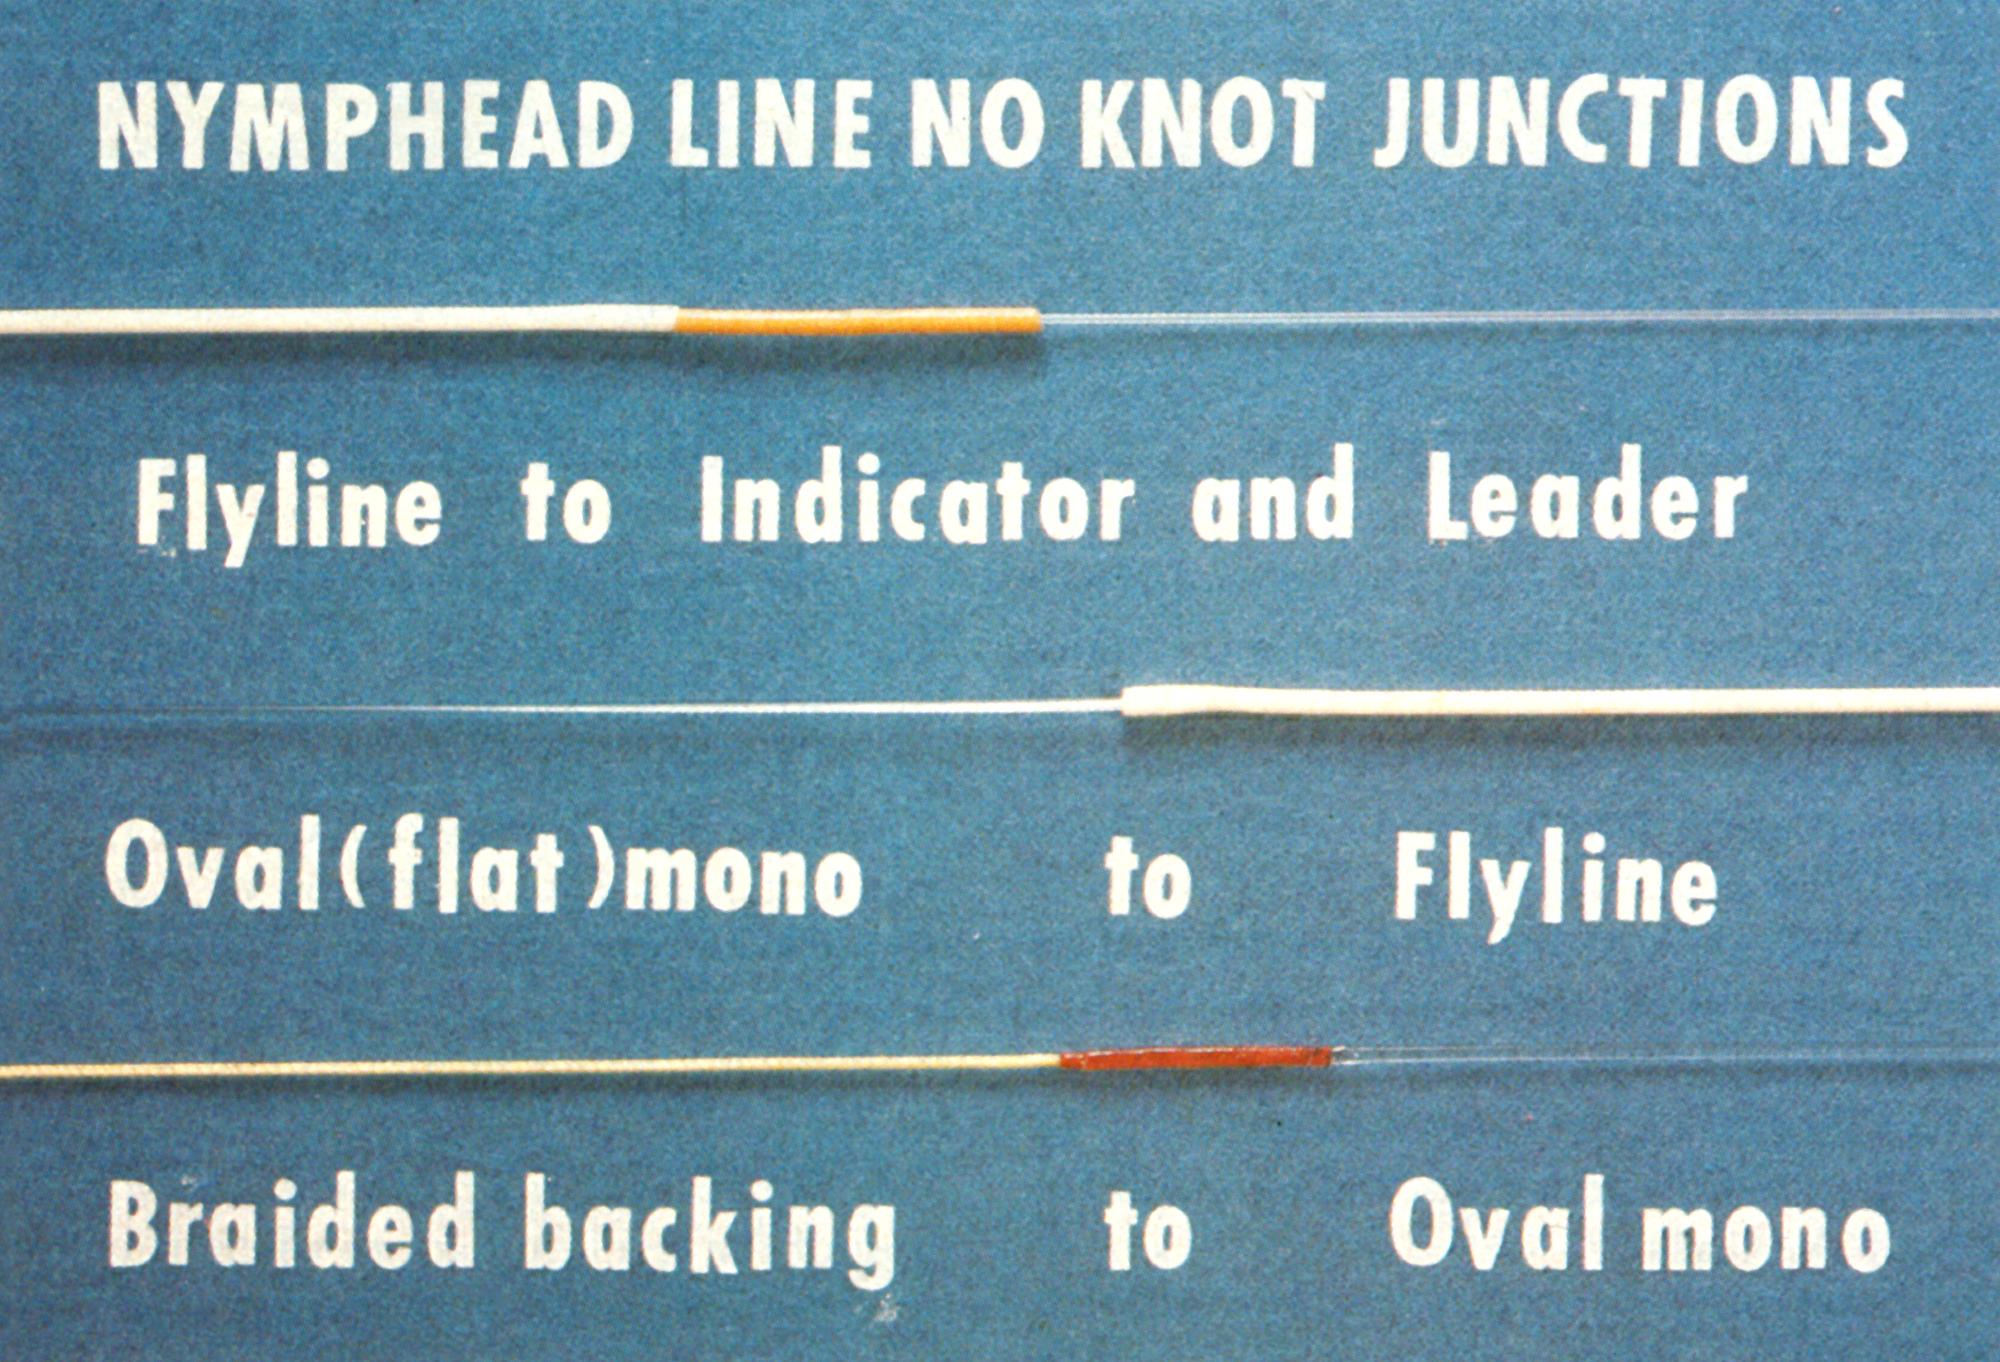 NYMPHEAD LINE NO KNOT JUNCTIONS
Flyline to Indicator and Leader
Oval (flat) mono to Flyline
Braided backing to Oval mono